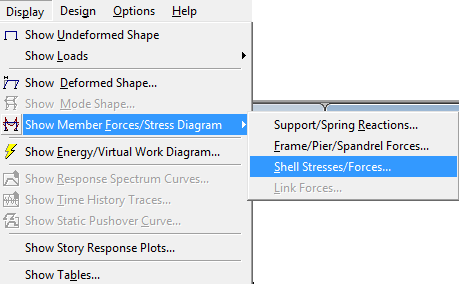 Display Design Options Help
Show Undeformed Shape
Show Loads
Show  Deformed Shape...
Show  Mode Shape...
Show Member Forces/Stress Diagram
Support/Spring Reactions...
Show Energy/Virtual Work Diagram...
Frame/Pier/Spandrel Forces...
Shell Stresses/Forces...
Show Response Spectrum Curves...
Link Forces...
Show Time History Traces...
Show Static Pushover Curve...
Show Story Response Plots...
Show Tables...